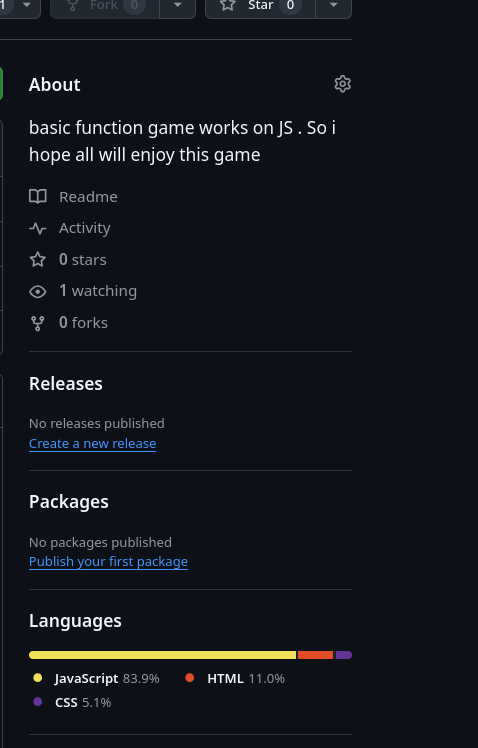 1
Fork 0
Star 0
About
basic function game works on JS . So i
hope all will enjoy this game
Readme
Activity
0 stars
1 watching
0 forks
Releases
No releases published
Create a new release
Packages
No packages published
Publish your first package
Languages
JavaScript 83.9% HTML 11.0%
CSS 5.1%